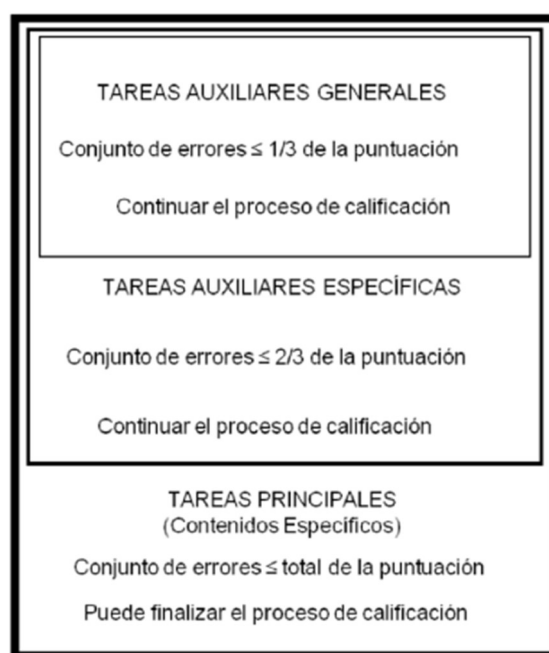 TAREAS AUXILIARES GENERALES
Conjunto de errores ≤ 1/3 de la puntuación
Continuar el proceso de calificación
TAREAS AUXILIARES ESPECÍFICAS
Conjunto de errores ≤ 2/3 de la puntuación
Continuar el proceso de calificación
TAREAS PRINCIPALES
(Contenidos Específicos)
Conjunto de errores ≤ total de la puntuación
Puede finalizar el proceso de calificación